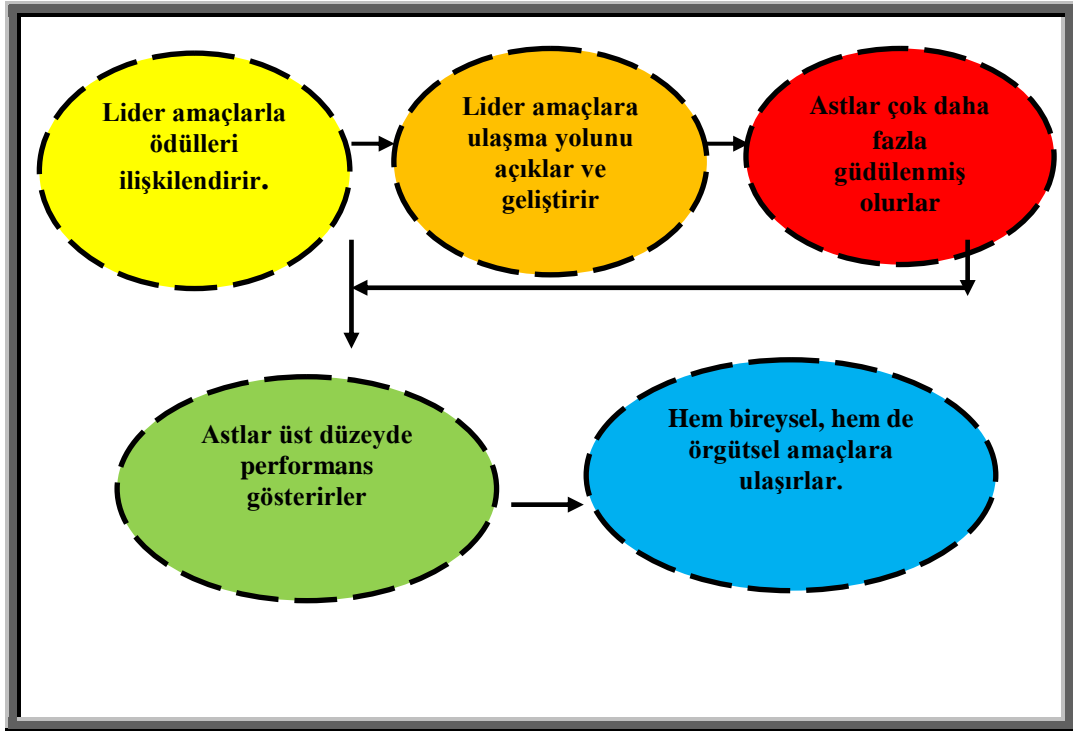 Lider amaçlarla
ödülleri
ilişkilendirir.
Lider amaçlara
ulaşma yolunu
açıklar ve
geliştirir
Astlar çok daha
fazla
güdülenmiş
olurlar
Astlar üst düzeyde
performans
gösterirler
Hem bireysel, hem de
örgütsel amaçlara
ulaşırlar.